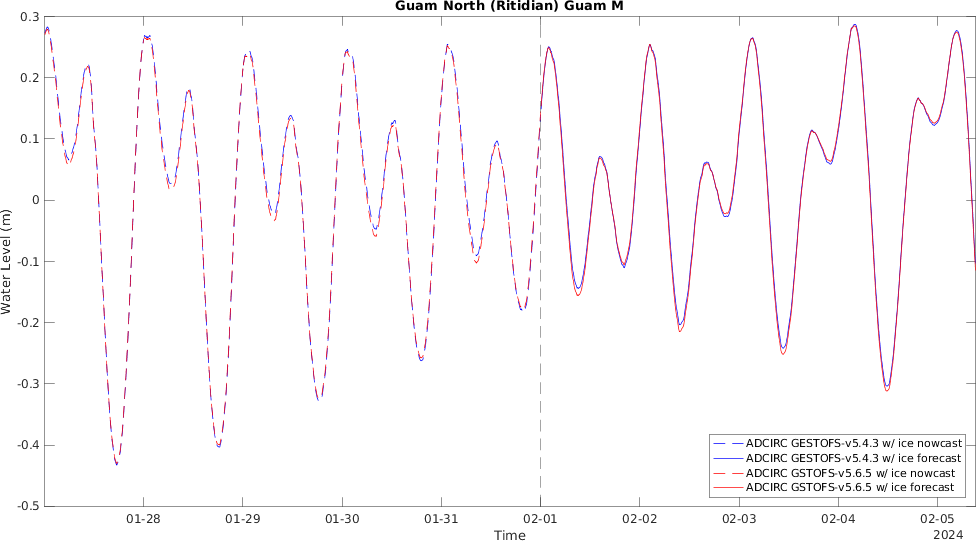 Guam North (Ritidian) Guam M
Water Level (m)
0.3
0.2
0.1
0
-0.1
-0.2
-0.3
-0.4
-0.5
ADCIRC GESTOFS-v5.4.3 w/ ice nowcast
ADCIRC GESTOFS-v5.4.3 w/ ice forecast
ADCIRC GSTOFS-v5.6.5 w/ ice nowcast
ADCIRC GSTOFS-v5.6.5 w/ ice forecast
01-28 01-29 01-30 01-31 02-01 02-02 02-03 02-04 02-05
Time
2024